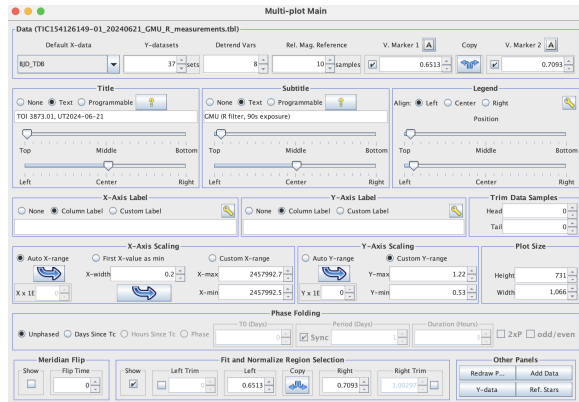 Multi-plot Main
Data (TIC154126149-01_20240621_GMU_R_measurements.tbl)
Default X-data Y-datasets Detrend Vars Rel. Mag. Reference V. Marker 1 A Copy V. Marker 2 A
BJD_TDB 37 sets 8 10 samples 0.6513 0.7093
Title Subtitle Legend
None Text Programmable None Text Programmable Align: Left Center Right
TOI 3873.01, UT2024-06-21 GMU (R filter, 90s exposure) Position
Top Middle Bottom Top Middle Bottom Top Middle Bottom
Left Center Right Left Center Right Left Center Right
X-Axis Label Y-Axis Label Trim Data Samples
None Column Label Custom Label None Column Label Custom Label Head 0
Tail 0
X-Axis Scaling Y-Axis Scaling Plot Size
Auto X-range First X-value as min Custom X-range Auto Y-range Custom Y-range
X-width 0.2 X-max 2457992.7 Y-max 1.22 Height 731
X x 1E 0 X-min 2457992.5 Y x 1E 0 Y-min 0.53 Width 1,066
Phase Folding
T0 (Days) Period (Days) Duration (Hours)
Unphased Days Since Tc Hours Since Tc Phase Sync 2xP odd/even
Meridian Flip Fit and Normalize Region Selection Other Panels
Show Flip Time Show Left Trim Left Copy Right Right Trim Redraw P... Add Data
0 0 0.6513 0.7093 1.00297 Y-data Ref. Stars